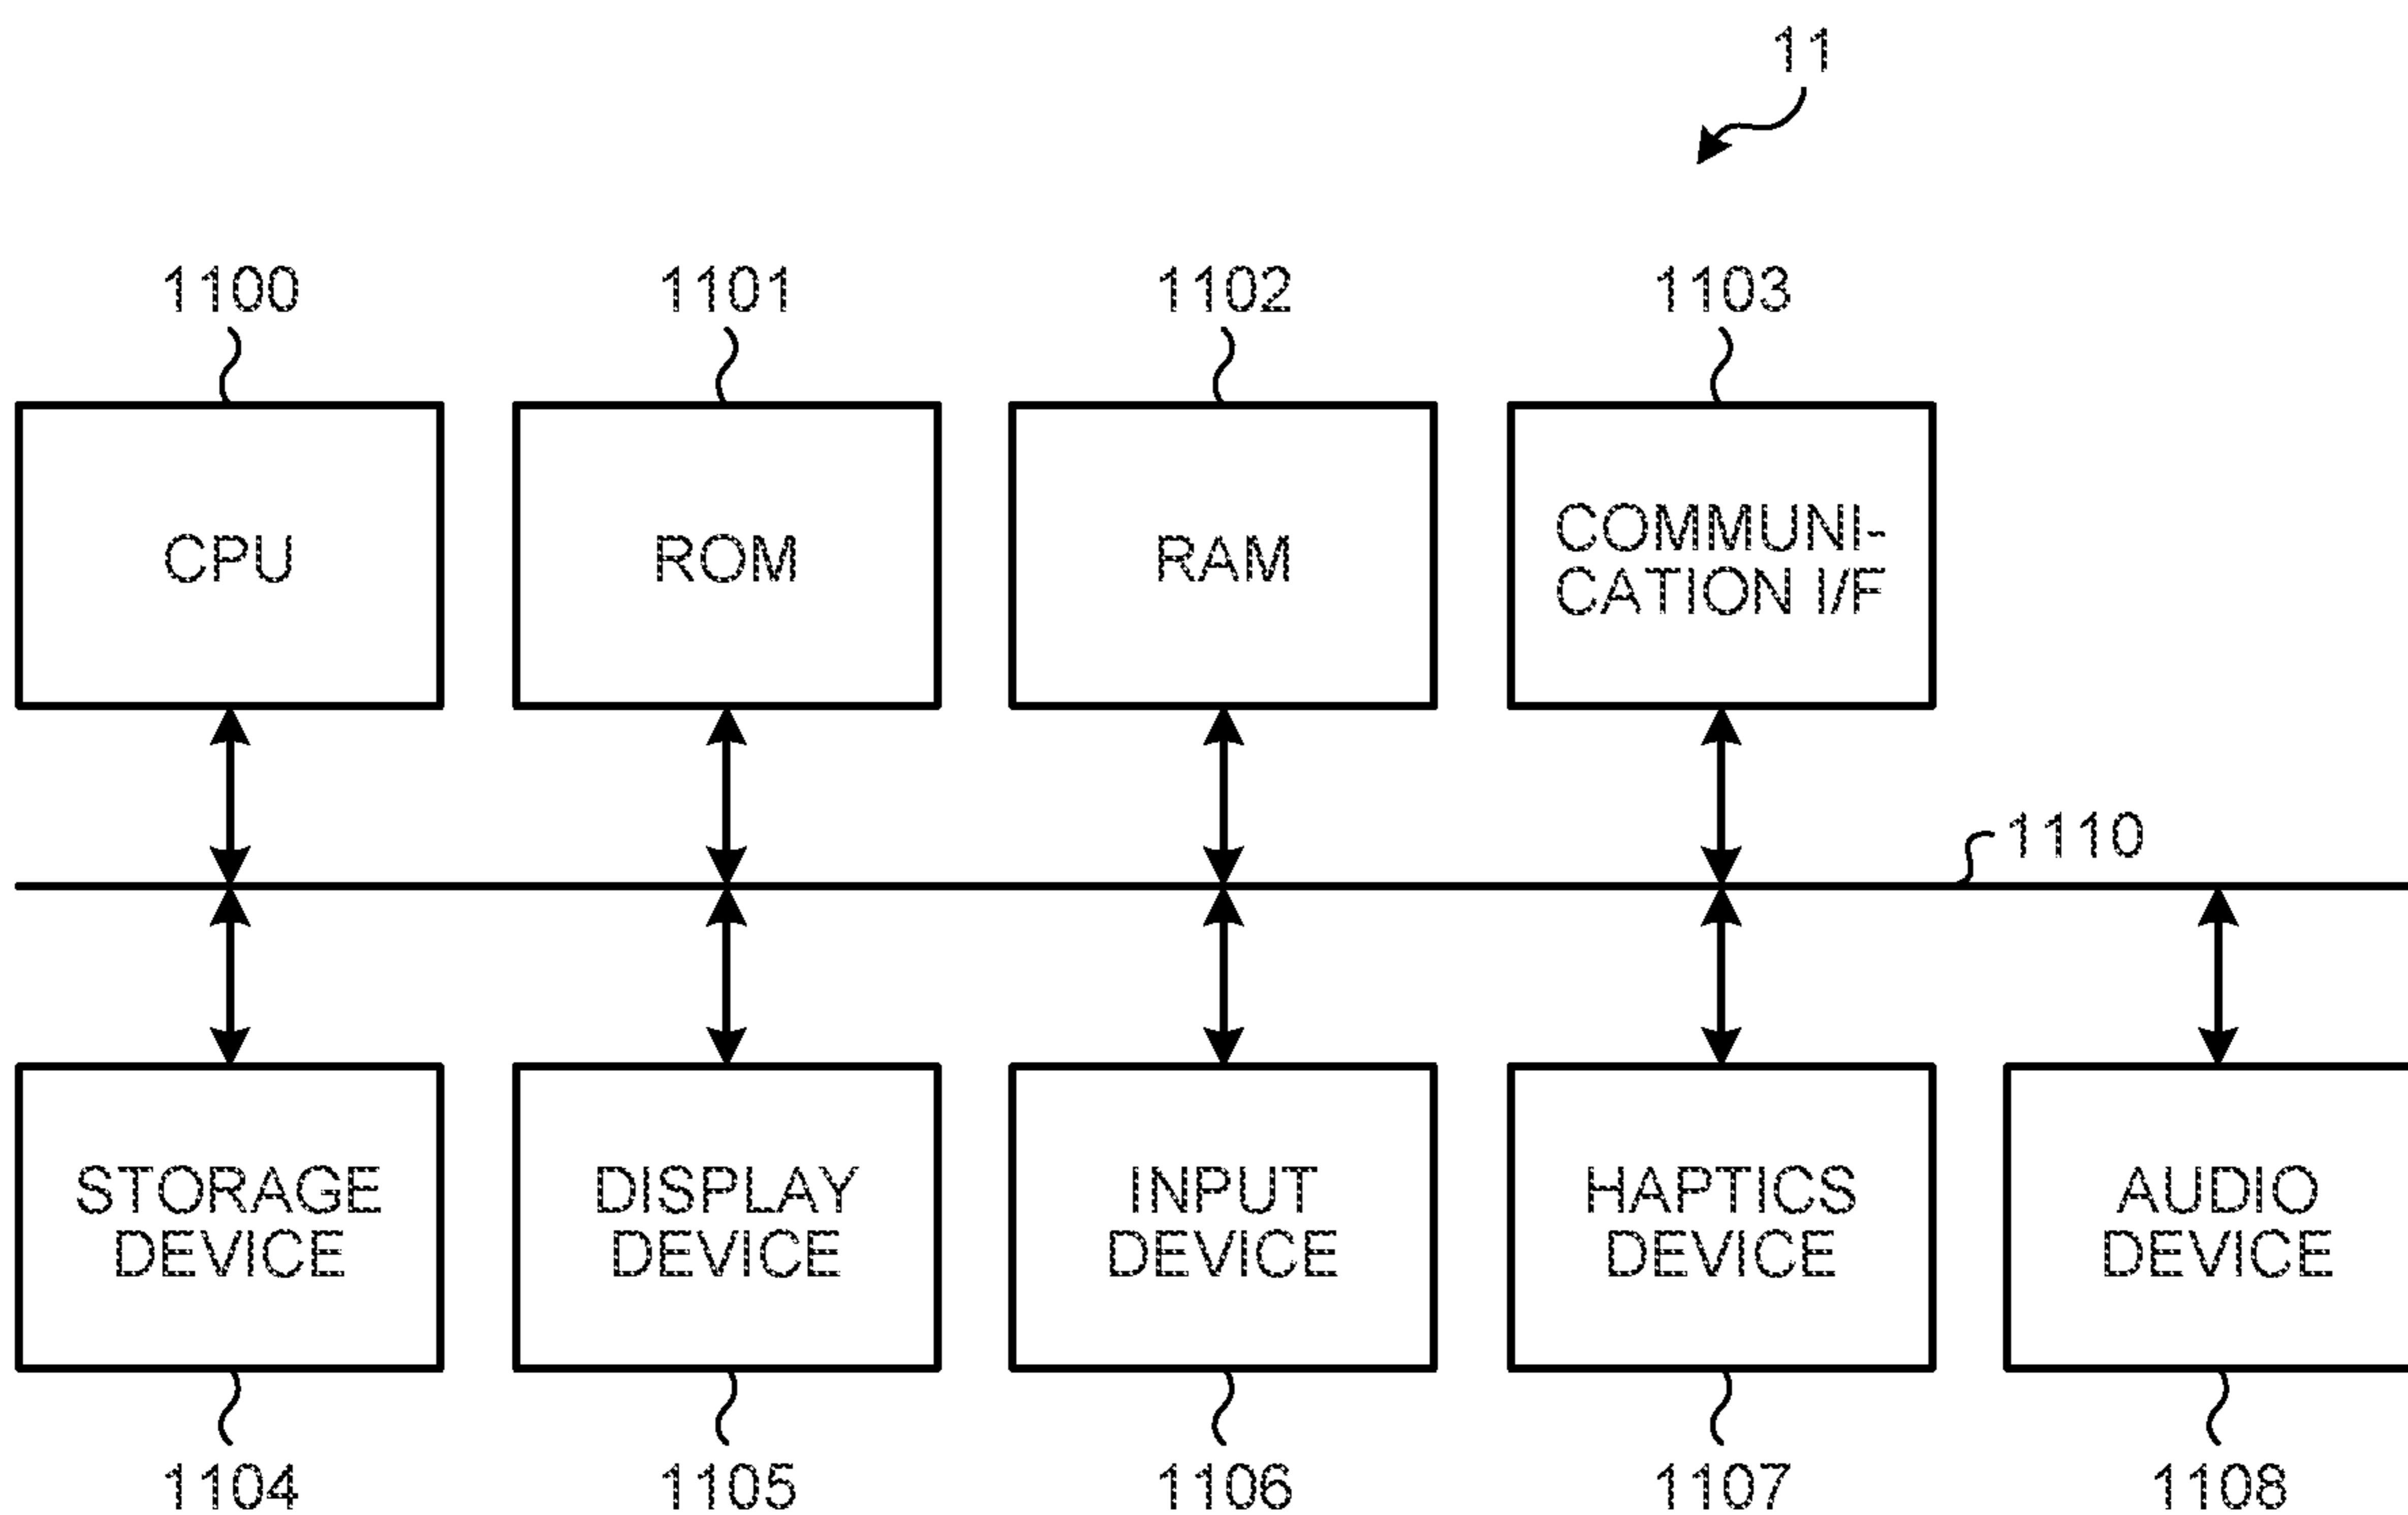 11
1100
1101
1102
1103
CPU
ROM
RAM
COMMUNI-
CATION I/F
1110
STORAGE
DEVICE
DISPLAY
DEVICE
INPUT
DEVICE
HAPTICS
DEVICE
AUDIO
DEVICE
1104
1105
1106
1107
1108